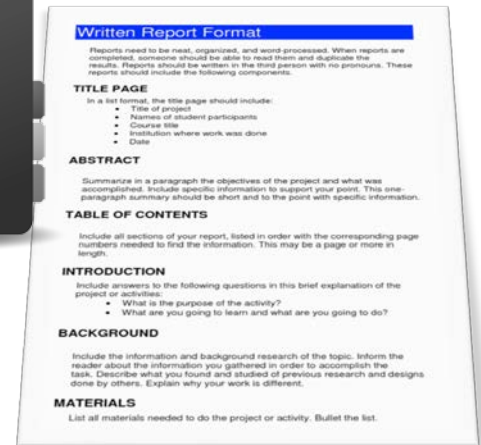 Written Report Format
Reports need to be neat, organized, and word-processed. When reports are
completed, someone should be able to read them and duplicate the
results. Reports should be written in the third person with no pronouns. These
reports should include the following components.
TITLE PAGE
In a list format, the title page should include:
• Title of project
• Names of student participants
• Course title
• Institution where work was done
• Date
ABSTRACT
Summarize in a paragraph the objectives of the project and what was
accomplished. Include specific information to support your point. This one-
paragraph summary should be short and to the point with specific information.
TABLE OF CONTENTS
Include all sections of your report, listed in order with the corresponding page
numbers needed to find the information. This may be a page or more in
length.
INTRODUCTION
Include answers to the following questions in this brief explanation of the
project or activities:
• What is the purpose of the activity?
• What are you going to learn and what are you going to do?
BACKGROUND
Include the information and background research of the topic. Inform the
reader about the information you gathered in order to accomplish the
task. Describe what you found and studied of previous research and designs
done by others. Explain why your work is different.
MATERIALS
List all materials needed to do the project or activity. Bullet the list.